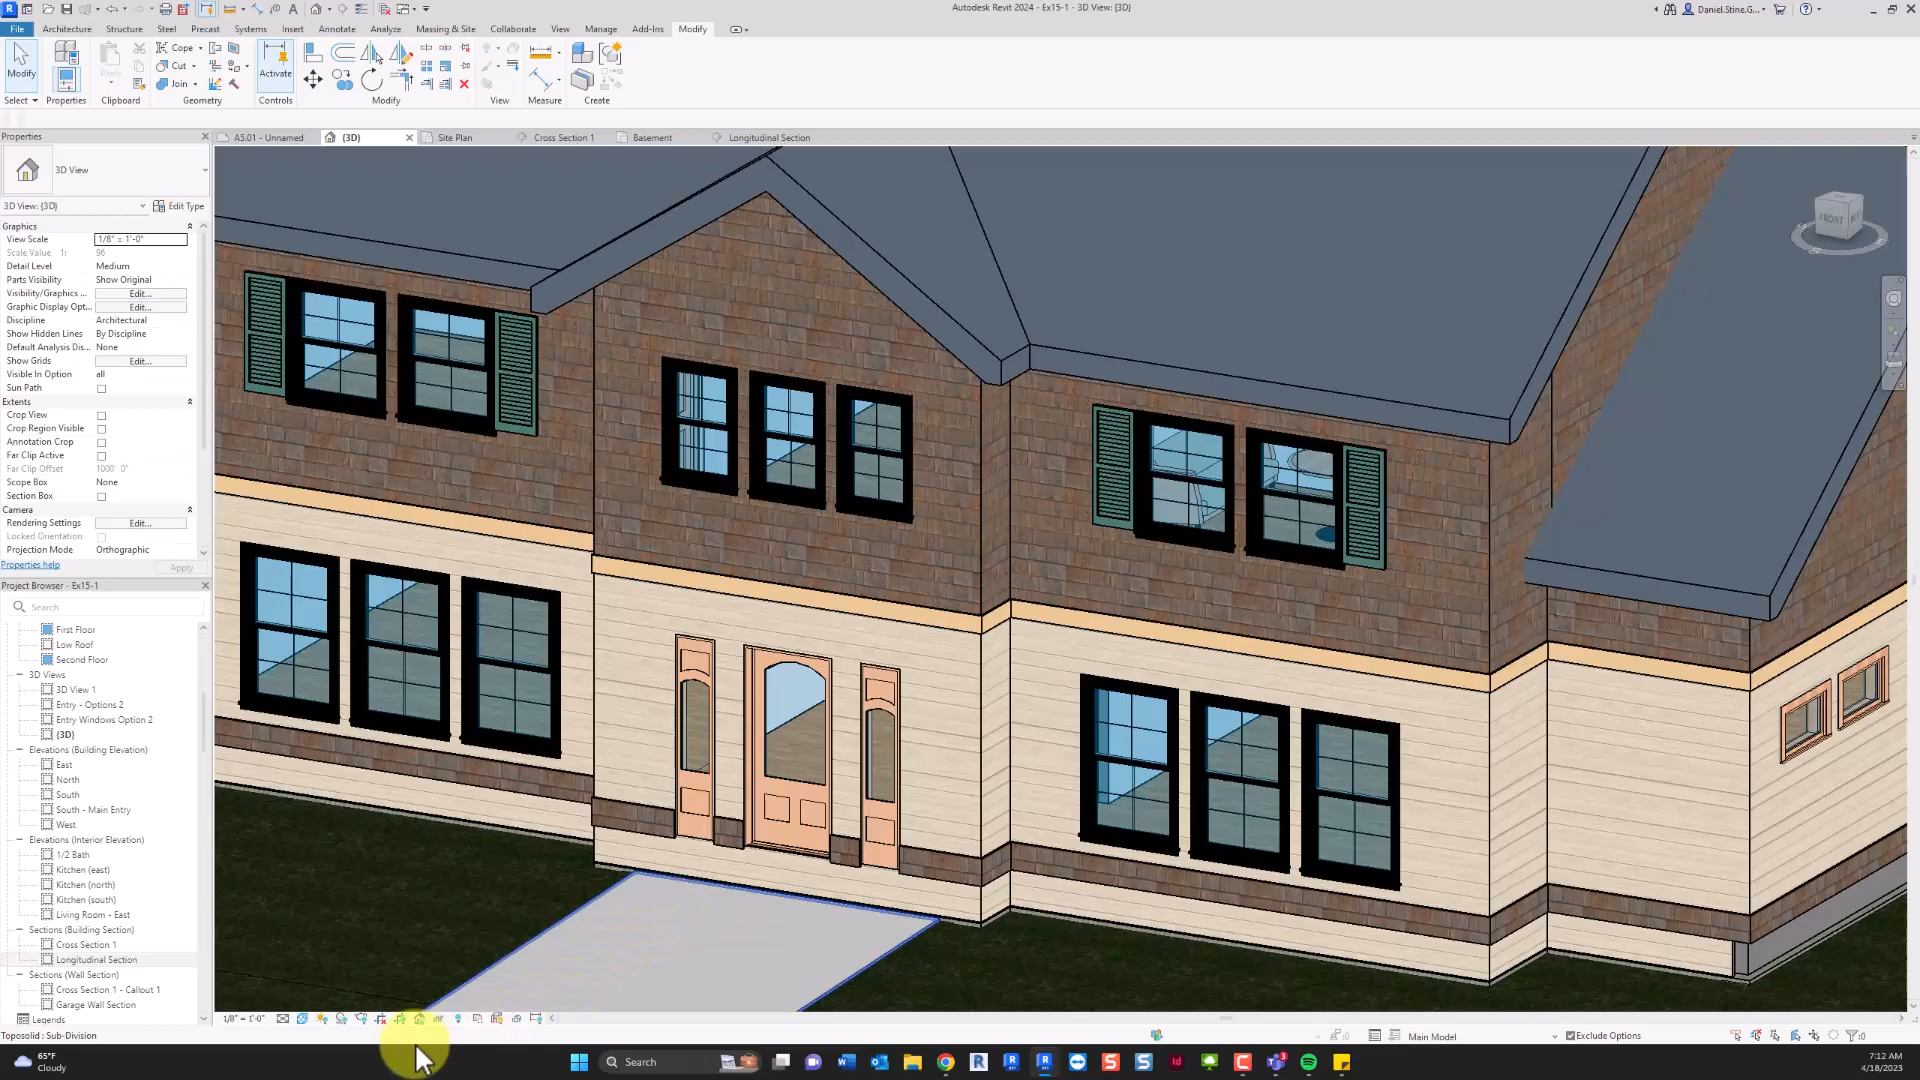 Autodesk Revit 2024 - Ex15-1 - 3D View: {3D}
Daniel.Stine.G...
File Architecture Structure Steel Precast Systems Insert Annotate Analyze Massing & Site Collaborate View Manage Add-Ins Modify
Cope
Cut
Join
Modify
Paste
Activate
Select Properties Clipboard Geometry Controls Modify View Measure Create
Properties
A5.01 - Unnamed {3D} Site Plan Cross Section 1 Basement Longitudinal Section
3D View
3D View: {3D} Edit Type
Graphics
View Scale 1/8" = 1'-0"
Scale Value 1: 96
Detail Level Medium
Parts Visibility Show Original
Visibility/Graphics ... Edit...
Graphic Display Opt... Edit...
Discipline Architectural
Show Hidden Lines By Discipline
Default Analysis Dis... None
Show Grids Edit...
Visible In Option all
Sun Path
Extents
Crop View
Crop Region Visible
Annotation Crop
Far Clip Active
Far Clip Offset 1000' 0"
Scope Box None
Section Box
Camera
Rendering Settings Edit...
Locked Orientation
Projection Mode Orthographic
Properties help Apply
Project Browser - Ex15-1
Search
First Floor
Low Roof
Second Floor
3D Views
3D View 1
Entry - Options 2
Entry Windows Option 2
{3D}
Elevations (Building Elevation)
East
North
South
South - Main Entry
West
Elevations (Interior Elevation)
1/2 Bath
Kitchen (east)
Kitchen (north)
Kitchen (south)
Living Room - East
Sections (Building Section)
Cross Section 1
Longitudinal Section
Sections (Wall Section)
Cross Section 1 - Callout 1
Garage Wall Section
Legends
FRONT
1/8" = 1'-0"
Toposolid : Sub-Division
:0 Main Model Exclude Options :0
65°F
Cloudy
Search
7:12 AM
4/18/2023